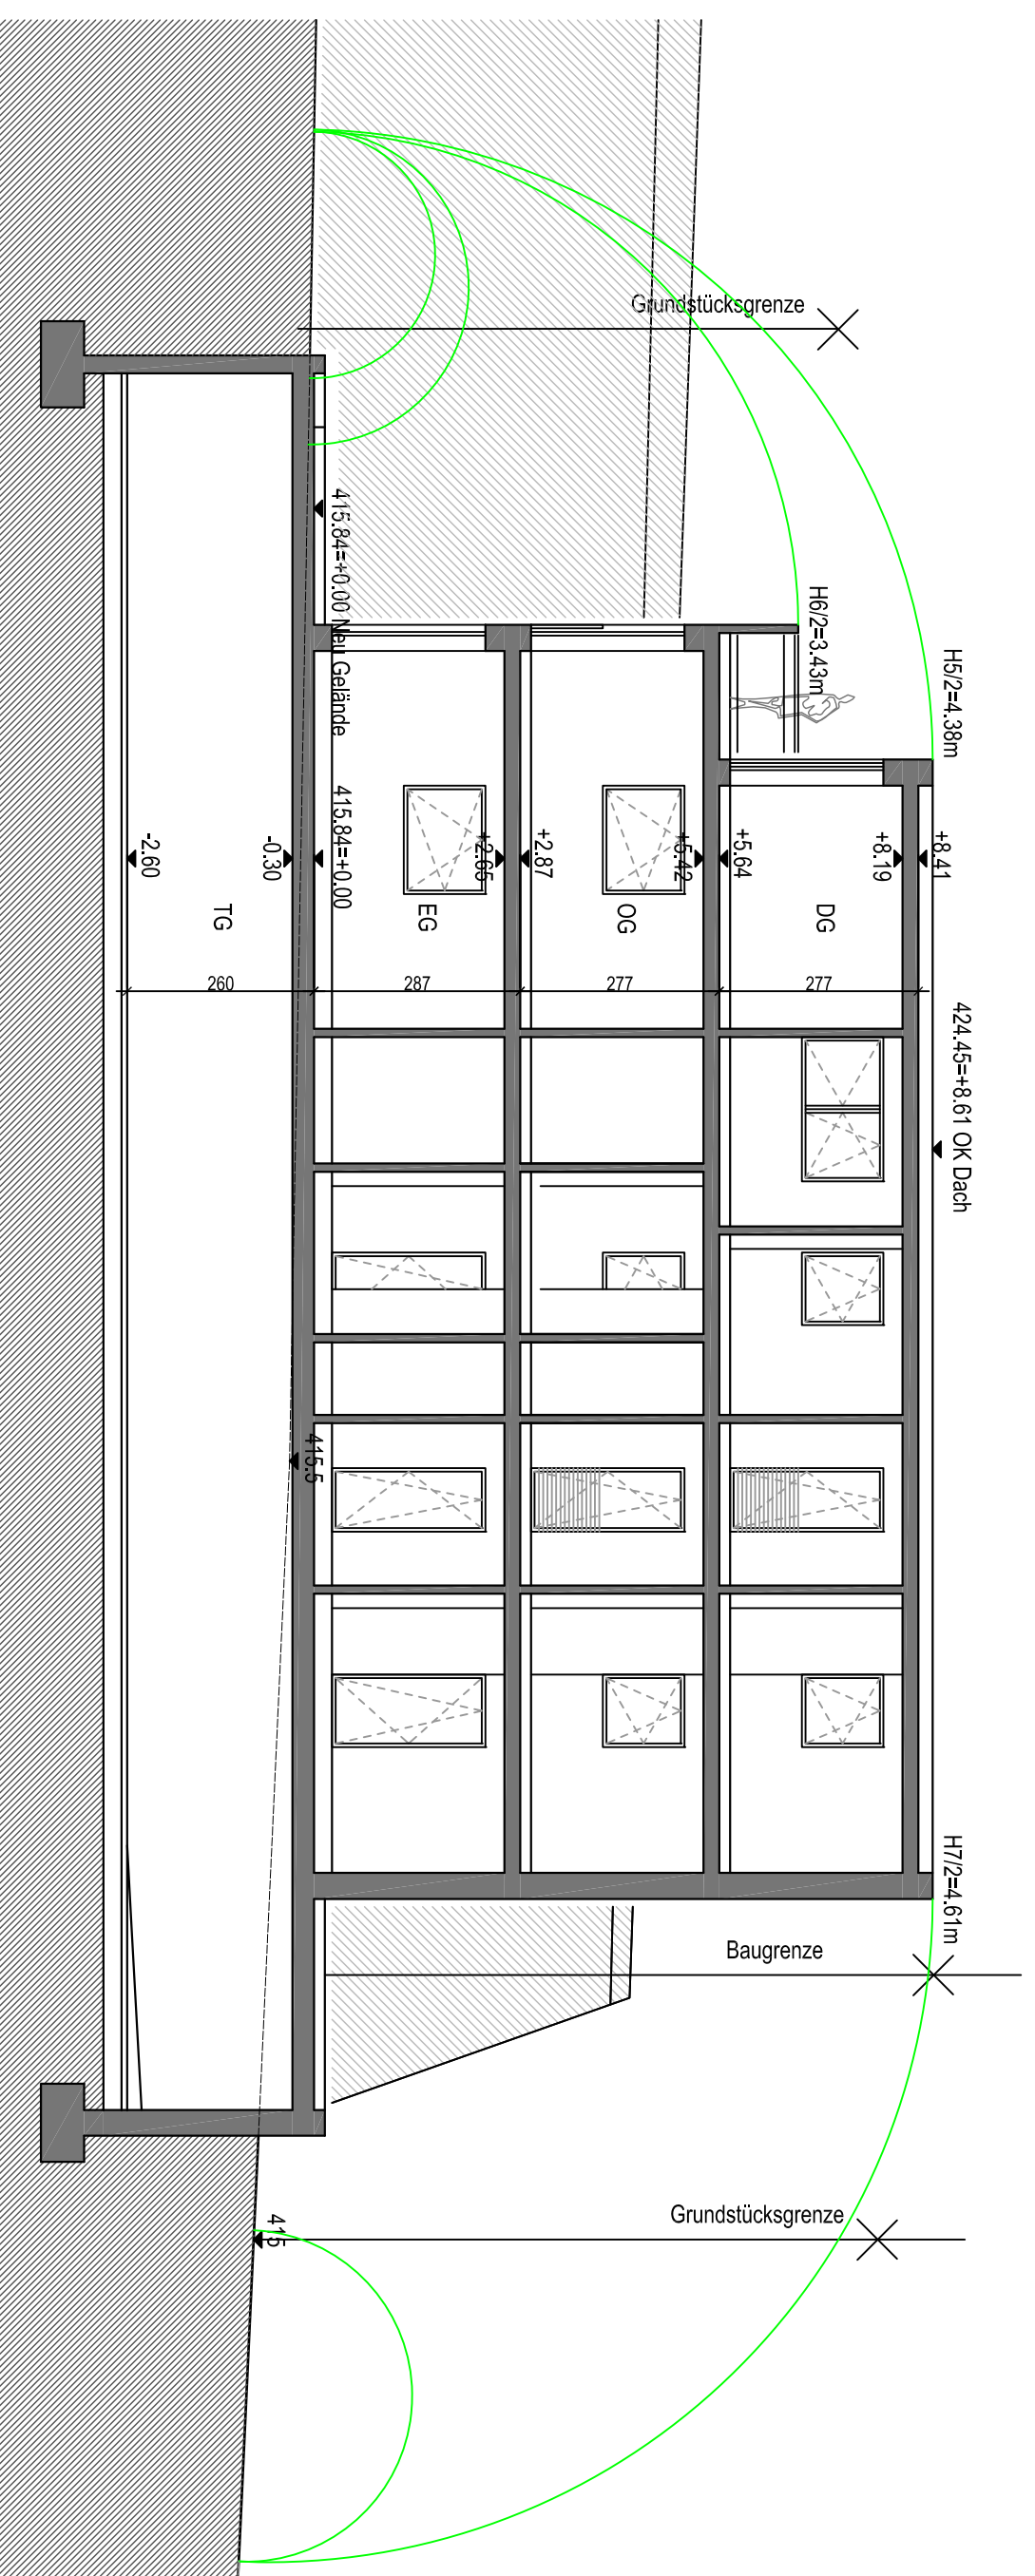 Grundstücksgrenze
H6/2=3.43m
H5/2=4.38m
415.84=+0.00 Neu Gelände
415.84=+0.00
-2.60
-0.30
+2.65
+2.87
+5.42
+5.64
+8.19
+8.41
TG
EG
OG
DG
260
287
277
277
424.45=+8.61 OK Dach
415.5
H7/2=4.61m
Baugrenze
Grundstücksgrenze
415